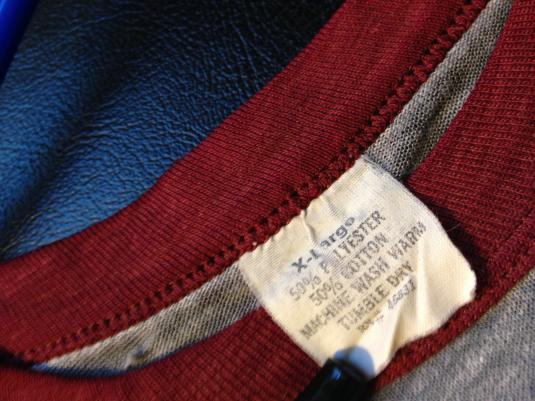 X-Large
50% POLYESTER
50% COTTON
MACHINE WASH WARM
TUMBLE DRY